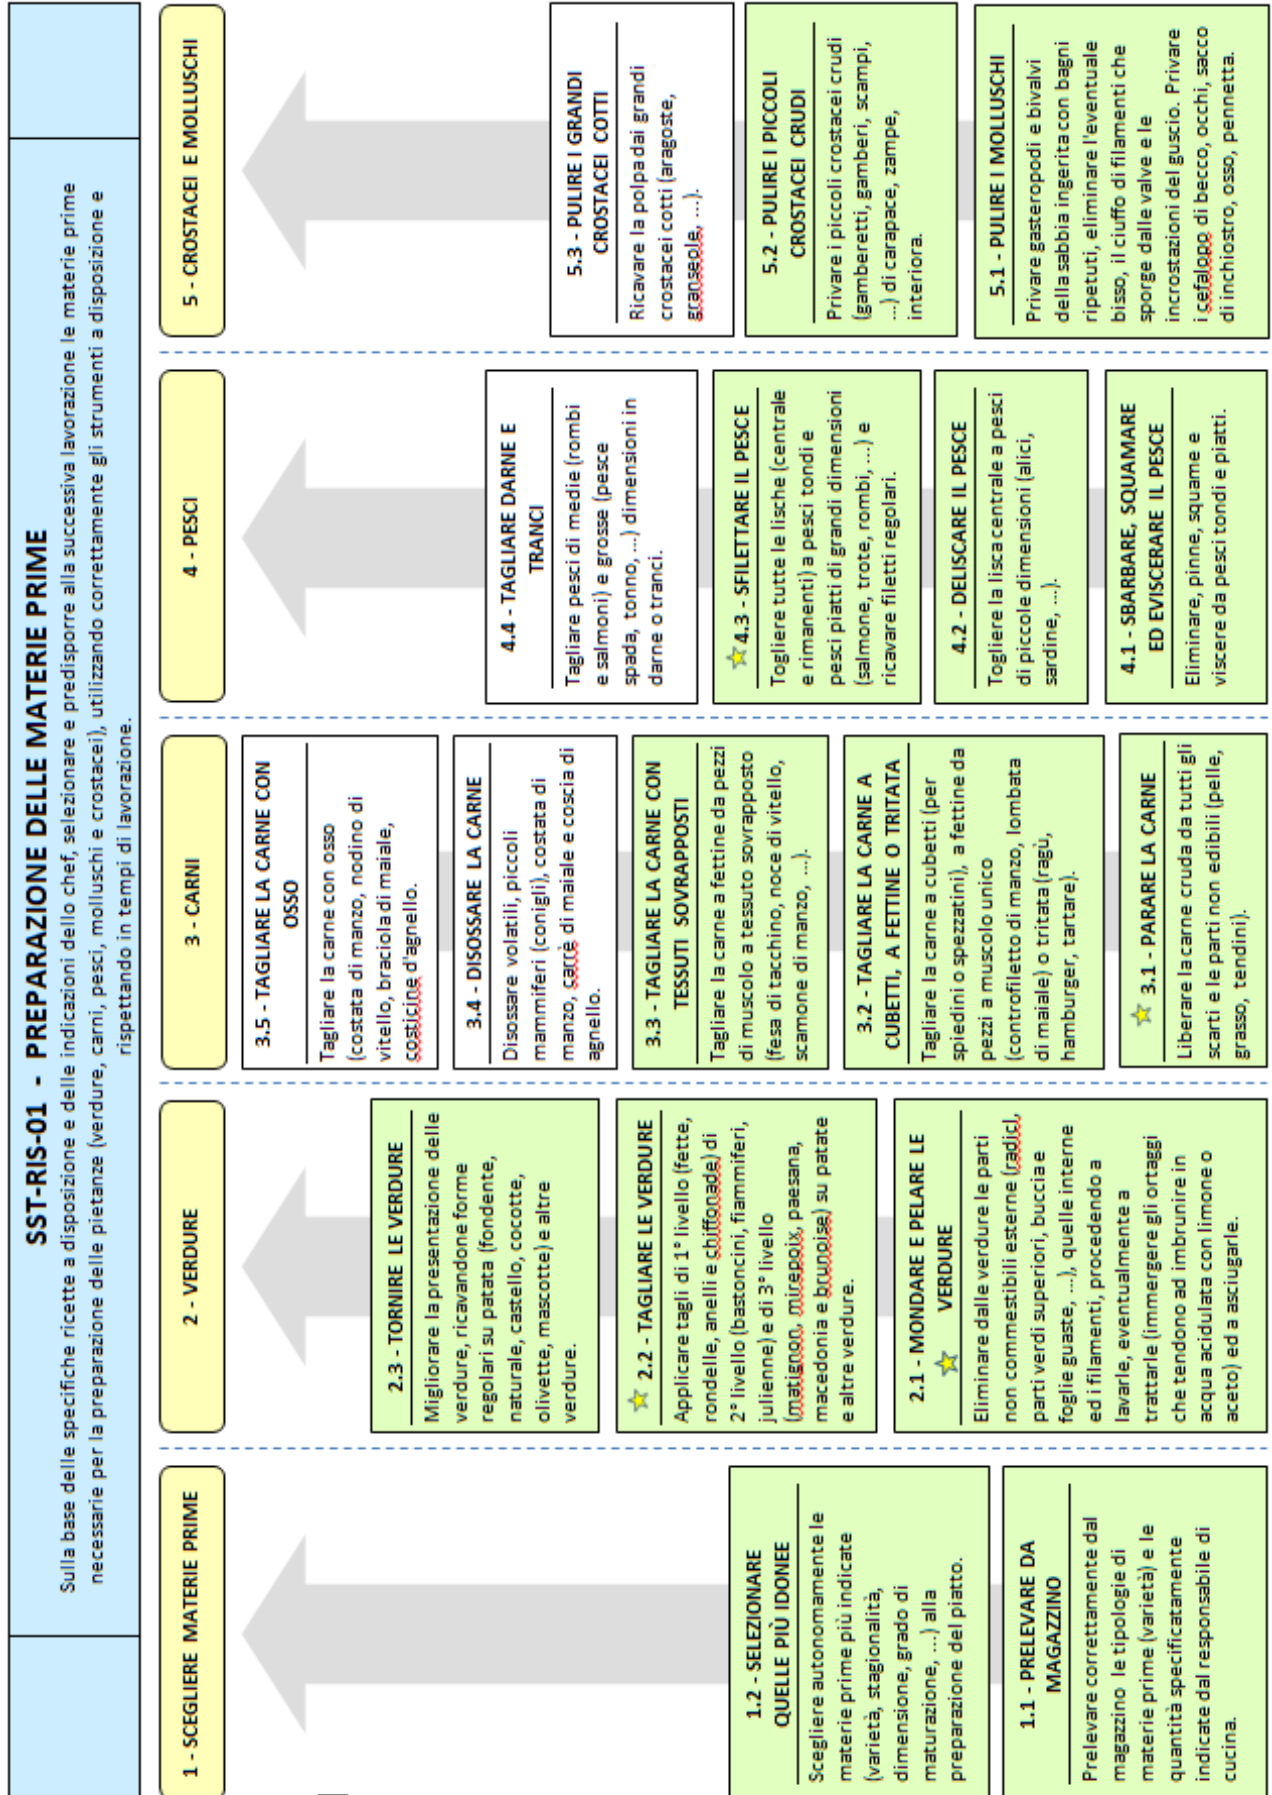 SST-RIS-01 - PREPARAZIONE DELLE MATERIE PRIME
Sulla base delle specifiche ricette a disposizione e delle indicazioni dello chef, selezionare e predisporre alla successiva lavorazione le materie prime
necessarie per la preparazione delle pietanze (verdure, carni, pesci, molluschi e crostacei), utilizzando correttamente gli strumenti a disposizione e
rispettando in tempi di lavorazione.
1 - SCEGLIERE MATERIE PRIME
1.2 - SELEZIONARE
QUELLE PIÙ IDONEE
Scegliere autonomamente le
materie prime più indicate
(varietà, stagionalità,
dimensione, grado di
maturazione, ...) alla
preparazione del piatto.
1.1 - PRELEVARE DA
MAGAZZINO
Prelevare correttamente dal
magazzino le tipologie di
materie prime (varietà) e le
quantità specificatamente
indicate dal responsabile di
cucina.
2 - VERDURE
2.3 - TORNIRE LE VERDURE
Migliorare la presentazione delle
verdure, ricavandone forme
regolari su patata (fondente,
naturale, castello, cocotte,
olivette, mascotte) e altre
verdure.
2.2 - TAGLIARE LE VERDURE
Applicare tagli di 1° livello (fette,
rondelle, anelli e chiffonade) di
2° livello (bastoncini, fiammiferi,
julienne) e di 3° livello
(matignon, mirepoix, paesana,
macedonia e brunoise) su patate
e altre verdure.
2.1 - MONDARE E PELARE LE
VERDURE
Eliminare dalle verdure le parti
non commestibili esterne (radici,
parti verdi superiori, buccia e
foglie guaste, ...), quelle interne
ed i filamenti, procedendo a
lavarle, eventualmente a
trattarle (immergere gli ortaggi
che tendono ad imbrunire in
acqua acidulata con limone o
aceto) ed a asciugarle.
3 - CARNI
3.5 - TAGLIARE LA CARNE CON
OSSO
Tagliare la carne con osso
(costata di manzo, nodino di
vitello, braciola di maiale,
costicine d'agnello.
3.4 - DISOSSARE LA CARNE
Disossare volatili, piccoli
mammiferi (conigli), costata di
manzo, carrè di maiale e coscia di
agnello.
3.3 - TAGLIARE LA CARNE CON
TESSUTI SOVRAPPOSTI
Tagliare la carne a fettine da pezzi
di muscolo a tessuto sovrapposto
(fesa di tacchino, noce di vitello,
scamone di manzo, ...).
3.2 - TAGLIARE LA CARNE A
CUBETTI, A FETTINE O TRITATA
Tagliare la carne a cubetti (per
spiedini o spezzatini), a fettine da
pezzi a muscolo unico
(controfiletto di manzo, lombata
di maiale) o tritata (ragù,
hamburger, tartare).
3.1 - PARARE LA CARNE
Liberare la carne cruda da tutti gli
scarti e le parti non edibili (pelle,
grasso, tendini).
4 - PESCI
4.4 - TAGLIARE DARNE E
TRANCI
Tagliare pesci di medie (rombi
e salmoni) e grosse (pesce
spada, tonno, ...) dimensioni in
darne o tranci.
4.3 - SFILETTARE IL PESCE
Togliere tutte le lische (centrale
e rimanenti) a pesci tondi e
pesci piatti di grandi dimensioni
(salmone, trote, rombi, ...) e
ricavare filetti regolari.
4.2 - DELISCARE IL PESCE
Togliere la lisca centrale a pesci
di piccole dimensioni (alici,
sardine, ...).
4.1 - SBARBARE, SQUAMARE
ED EVISCERARE IL PESCE
Eliminare, pinne, squame e
viscere da pesci tondi e piatti.
5 - CROSTACEI E MOLLUSCHI
5.3 - PULIRE I GRANDI
CROSTACEI COTTI
Ricavare la polpa dai grandi
crostacei cotti (aragoste,
granseole, ...).
5.2 - PULIRE I PICCOLI
CROSTACEI CRUDI
Privare i piccoli crostacei crudi
(gamberetti, gamberi, scampi,
...) di carapace, zampe,
interiora.
5.1 - PULIRE I MOLLUSCHI
Privare gasteropodi e bivalvi
della sabbia ingerita con bagni
ripetuti, eliminare l'eventuale
bisso, il ciuffo di filamenti che
sporge dalle valve e le
incrostazioni del guscio. Privare
i cefalopo di becco, occhi, sacco
di inchiostro, osso, pennetta.